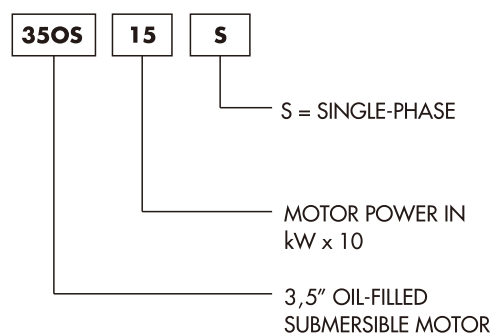 35OS 15 S
S = SINGLE-PHASE
MOTOR POWER IN
kW x 10
3,5” OIL-FILLED
SUBMERSIBLE MOTOR